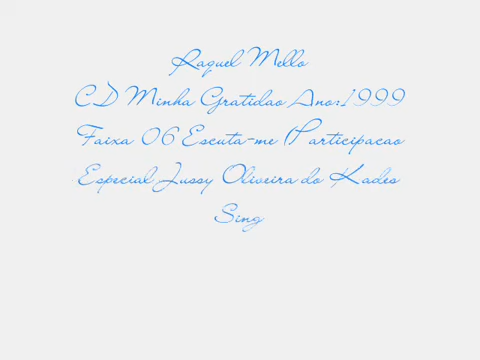 Raquel Mello
CD Minha Gratidao Ano:1999
Faixa 06 Escuta-me (Participacao
Especial Jussy Oliveira do Kades
Sing